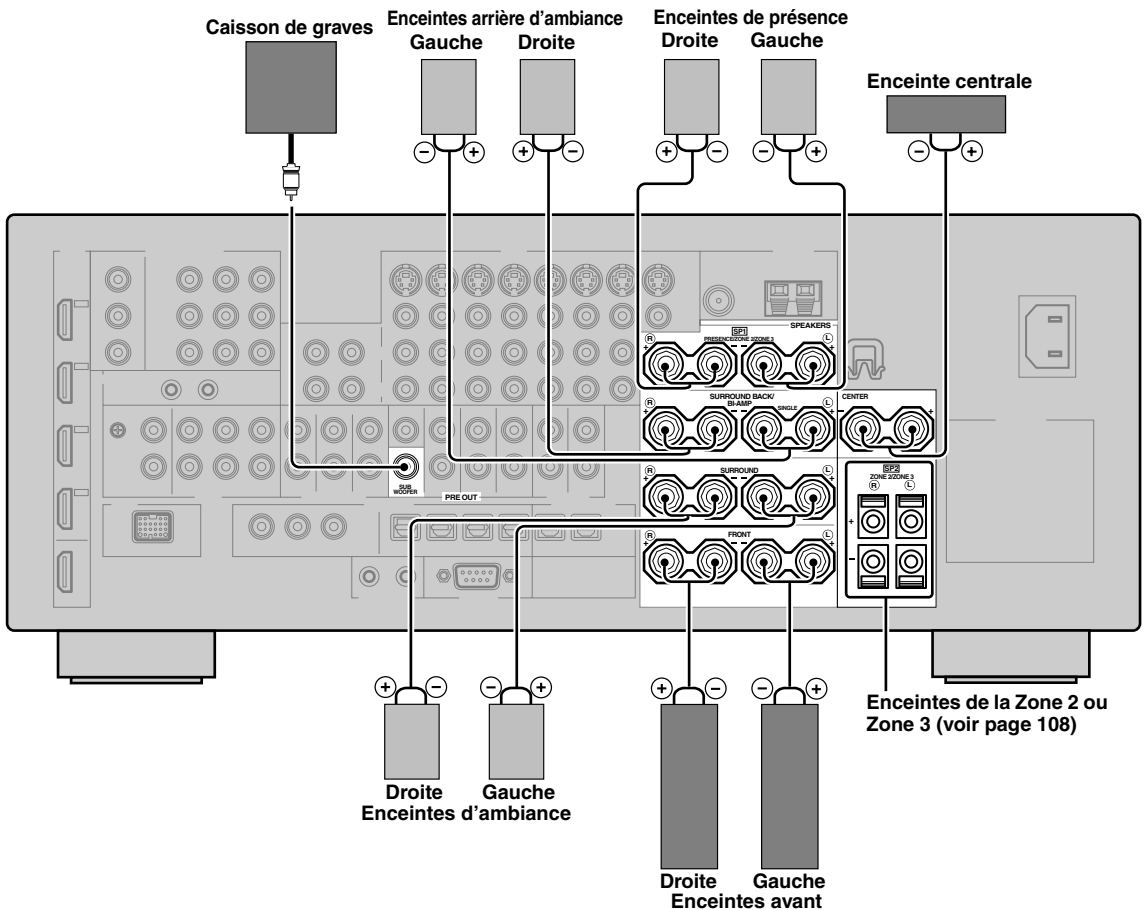 Caisson de graves
Enceintes arrière d’ambiance
Gauche Droite
Enceintes de présence
Droite Gauche
Enceinte centrale
− + + − + − − +
− +
SPEAKERS
SP1
PRESENCE/ZONE 2/ZONE 3
R L
+ +
SURROUND BACK/
BI-AMP
SINGLE
R L
+ +
CENTER
− +
SURROUND
R L
+ +
FRONT
R L
+ +
SP2
ZONE 2/ZONE 3
R L
+
−
SUB
WOOFER
PRE OUT
+ − − +
+ − − +
Droite Gauche
Enceintes d’ambiance
Droite Gauche
Enceintes avant
Enceintes de la Zone 2 ou
Zone 3 (voir page 108)